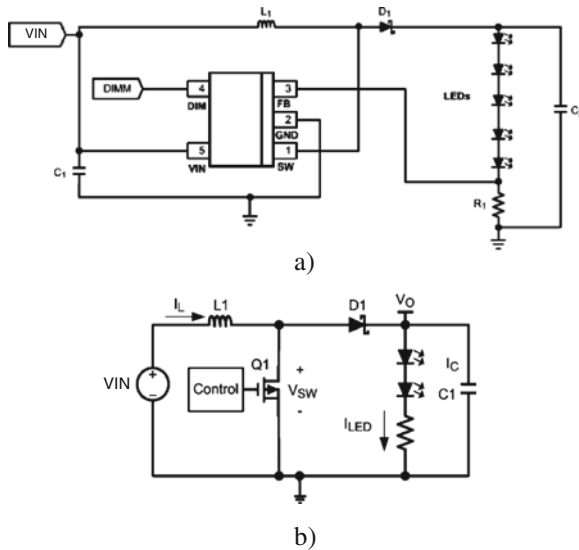 VIN
L1
D1
DIMM
4
3
DIM
FB
LEDs
2
GND
5
1
VIN
SW
C1
R1
a)
IL
L1
D1
VO
Q1
+
VIN
Control
VSW
-
IC
C1
ILED
b)